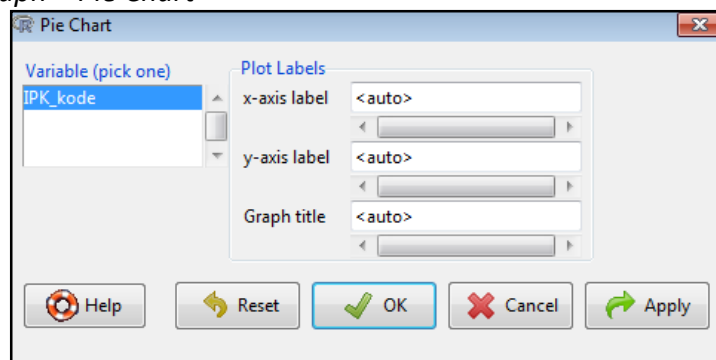 Pie Chart
Variable (pick one)
IPK_kode
Plot Labels
x-axis label <auto>
y-axis label <auto>
Graph title <auto>
Help Reset OK Cancel Apply